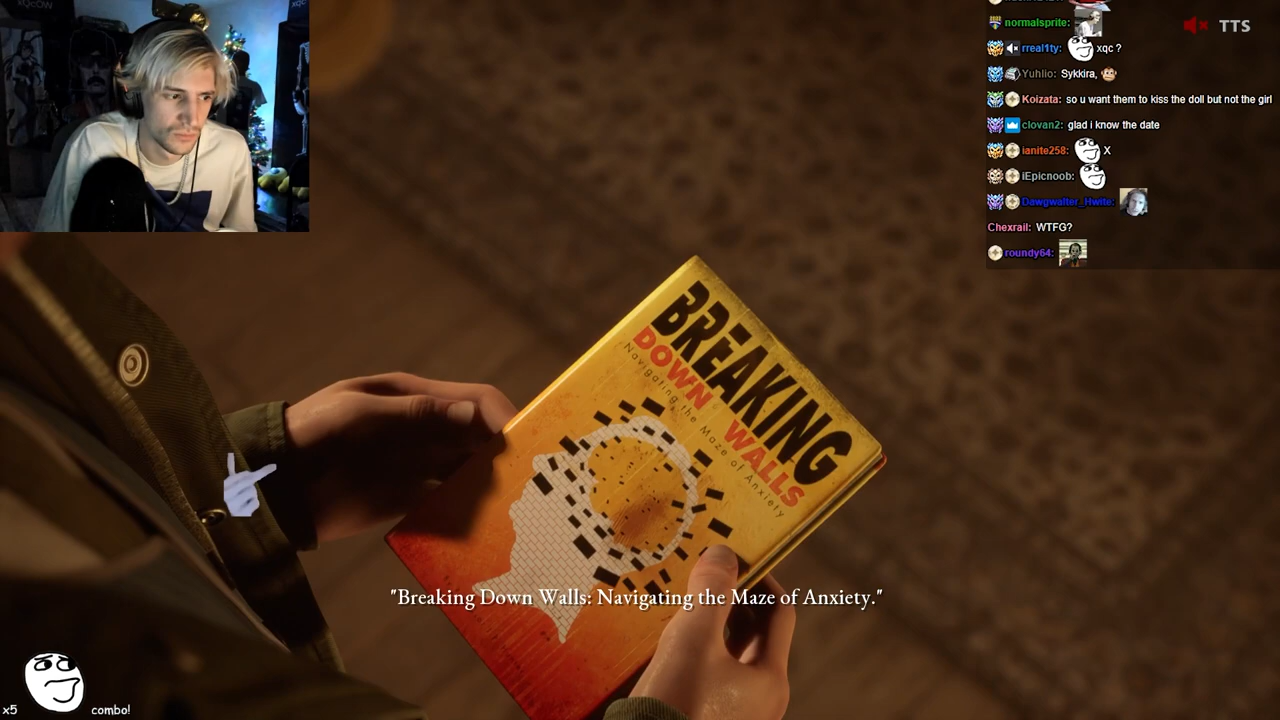 xQcOW
xQc
TTS
normalsprite:
rreal1ty: xqc ?
Yuhlio: Sykkira,
Koizata: so u want them to kiss the doll but not the girl
clovan2: glad i know the date
ianite258: X
iEpicnoob:
Dawgwalter_Hwite:
Chexrail: WTFG?
roundy64:
BREAKING
DOWN WALLS
Navigating the Maze of Anxiety
"Breaking Down Walls: Navigating the Maze of Anxiety."
x5 combo!